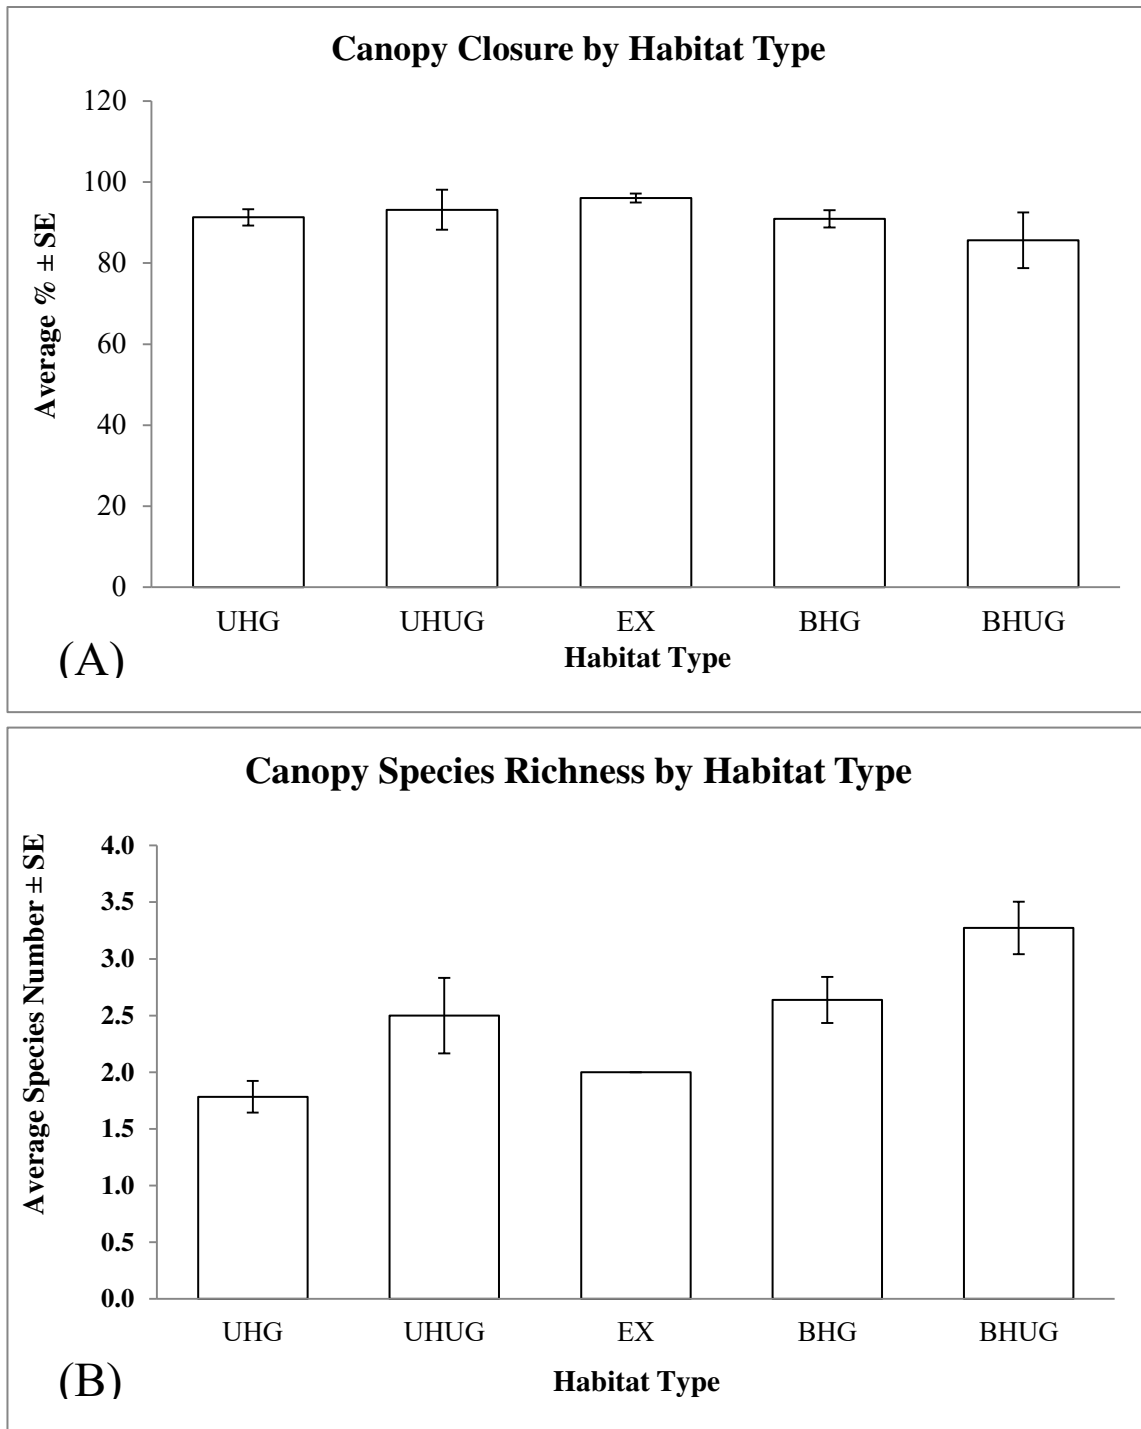 Canopy Closure by Habitat Type
Average % ± SE
120
100
80
60
40
20
0
UHG UHUG EX BHG BHUG
Habitat Type
(A)
Canopy Species Richness by Habitat Type
Average Species Number ± SE
4.0
3.5
3.0
2.5
2.0
1.5
1.0
0.5
0.0
UHG UHUG EX BHG BHUG
Habitat Type
(B)